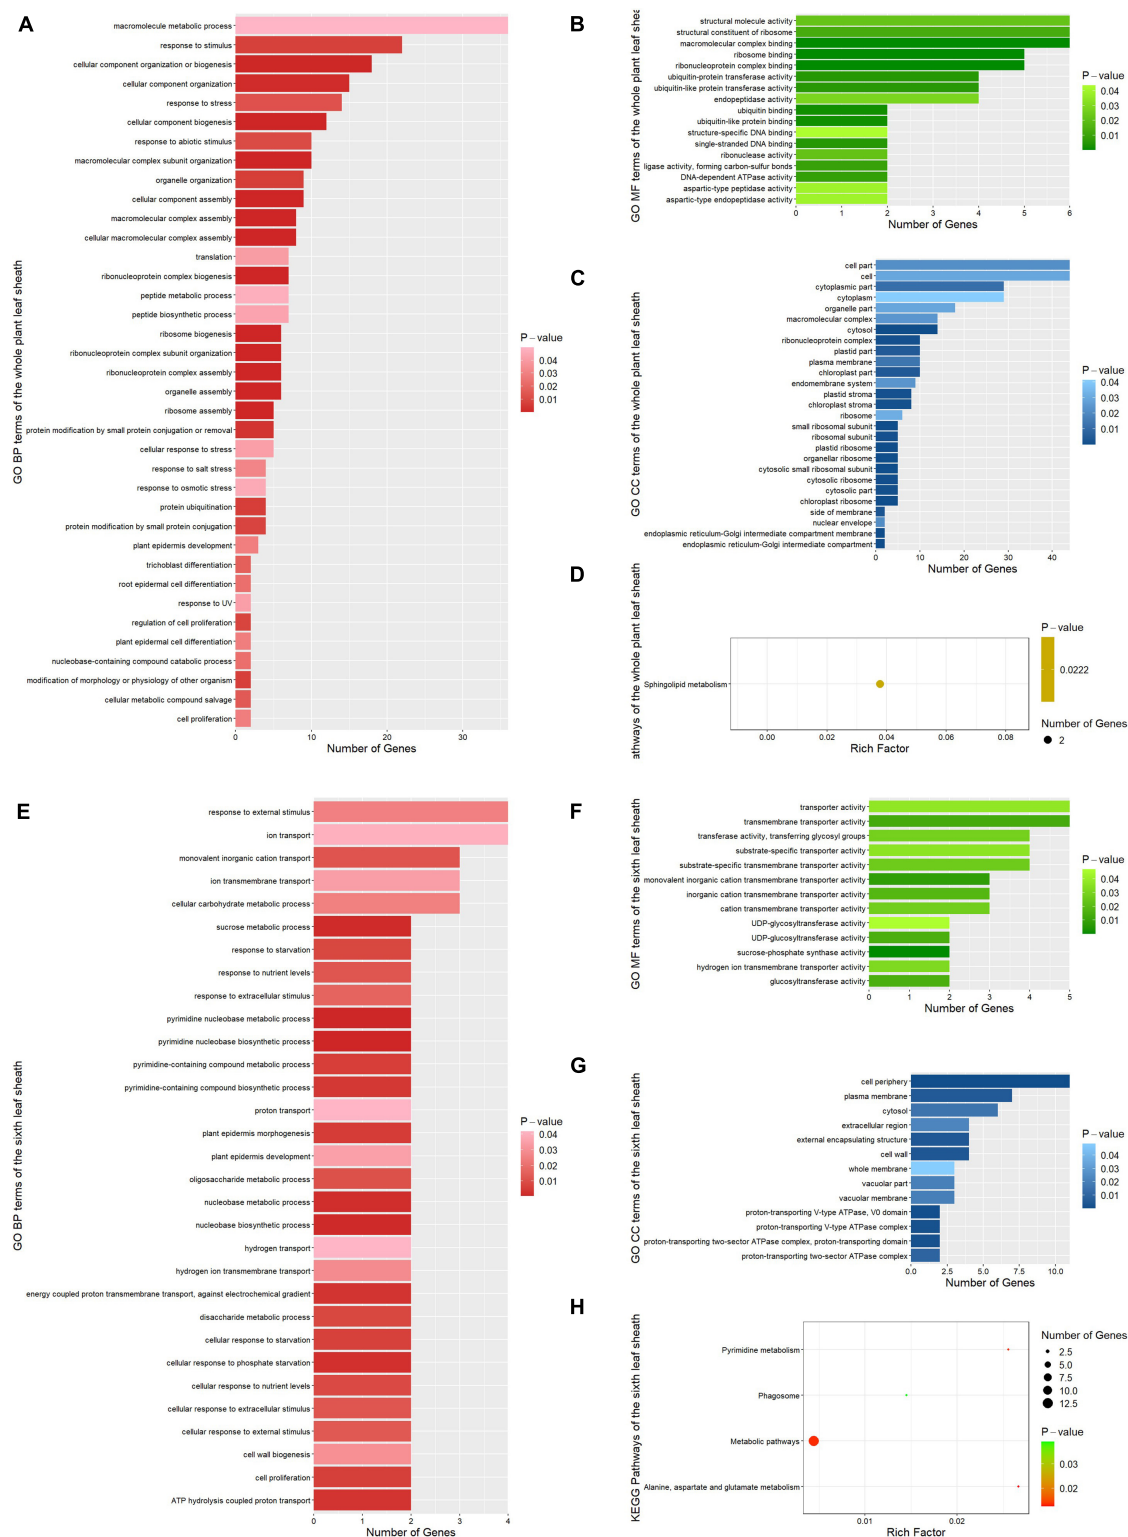 A
GO BP terms of the whole plant leaf sheath
macromolecule metabolic process
response to stimulus
cellular component organization or biogenesis
cellular component organization
response to stress
cellular component biogenesis
response to abiotic stimulus
macromolecular complex subunit organization
organelle organization
cellular component assembly
macromolecular complex assembly
cellular macromolecular complex assembly
translation
ribonucleoprotein complex biogenesis
peptide metabolic process
peptide biosynthetic process
ribosome biogenesis
ribonucleoprotein complex subunit organization
ribonucleoprotein complex assembly
organelle assembly
ribosome assembly
protein modification by small protein conjugation or removal
cellular response to stress
response to salt stress
response to osmotic stress
protein ubiquitination
protein modification by small protein conjugation
plant epidermis development
trichoblast differentiation
root epidermal cell differentiation
response to UV
regulation of cell proliferation
plant epidermal cell differentiation
nucleobase-containing compound catabolic process
modification of morphology or physiology of other organism
cellular metabolic compound salvage
cell proliferation
0 10 20 30
Number of Genes
P – value
0.04
0.03
0.02
0.01
B
GO MF terms of the whole plant leaf shea
structural molecule activity
structural constituent of ribosome
macromolecular complex binding
ribosome binding
ribonucleoprotein complex binding
ubiquitin-protein transferase activity
ubiquitin-like protein transferase activity
endopeptidase activity
ubiquitin binding
ubiquitin-like protein binding
structure-specific DNA binding
single-stranded DNA binding
ribonuclease activity
ligase activity, forming carbon-sulfur bonds
DNA-dependent ATPase activity
aspartic-type peptidase activity
aspartic-type endopeptidase activity
0 1 2 3 4 5 6
Number of Genes
P – value
0.04
0.03
0.02
0.01
C
GO CC terms of the whole plant leaf sheath
cell part
cell
cytoplasmic part
cytoplasm
organelle part
macromolecular complex
cytosol
ribonucleoprotein complex
plastid part
plasma membrane
chloroplast part
endomembrane system
plastid stroma
chloroplast stroma
ribosome
small ribosomal subunit
ribosomal subunit
plastid ribosome
organellar ribosome
cytosolic small ribosomal subunit
cytosolic ribosome
cytosolic part
chloroplast ribosome
side of membrane
nuclear envelope
endoplasmic reticulum-Golgi intermediate compartment membrane
endoplasmic reticulum-Golgi intermediate compartment
0 10 20 30 40
Number of Genes
P – value
0.04
0.03
0.02
0.01
D
athways of the whole plant leaf sheath
Sphingolipid metabolism
0.00 0.02 0.04 0.06 0.08
Rich Factor
P – value
0.0222
Number of Genes
2
E
GO BP terms of the sixth leaf sheath
response to external stimulus
ion transport
monovalent inorganic cation transport
ion transmembrane transport
cellular carbohydrate metabolic process
sucrose metabolic process
response to starvation
response to nutrient levels
response to extracellular stimulus
pyrimidine nucleobase metabolic process
pyrimidine nucleobase biosynthetic process
pyrimidine-containing compound metabolic process
pyrimidine-containing compound biosynthetic process
proton transport
plant epidermis morphogenesis
plant epidermis development
oligosaccharide metabolic process
nucleobase metabolic process
nucleobase biosynthetic process
hydrogen transport
hydrogen ion transmembrane transport
energy coupled proton transmembrane transport, against electrochemical gradient
disaccharide metabolic process
cellular response to starvation
cellular response to phosphate starvation
cellular response to nutrient levels
cellular response to extracellular stimulus
cellular response to external stimulus
cell wall biogenesis
cell proliferation
ATP hydrolysis coupled proton transport
0 1 2 3 4
Number of Genes
P – value
0.04
0.03
0.02
0.01
F
GO MF terms of the sixth leaf sheath
transporter activity
transmembrane transporter activity
transferase activity, transferring glycosyl groups
substrate-specific transporter activity
substrate-specific transmembrane transporter activity
monovalent inorganic cation transmembrane transporter activity
inorganic cation transmembrane transporter activity
cation transmembrane transporter activity
UDP-glycosyltransferase activity
UDP-glucosyltransferase activity
sucrose-phosphate synthase activity
hydrogen ion transmembrane transporter activity
glucosyltransferase activity
0 1 2 3 4 5
Number of Genes
P – value
0.04
0.03
0.02
0.01
G
GO CC terms of the sixth leaf sheath
cell periphery
plasma membrane
cytosol
extracellular region
external encapsulating structure
cell wall
whole membrane
vacuolar part
vacuolar membrane
proton-transporting V-type ATPase, V0 domain
proton-transporting V-type ATPase complex
proton-transporting two-sector ATPase complex, proton-transporting domain
proton-transporting two-sector ATPase complex
0.0 2.5 5.0 7.5 10.0
Number of Genes
P – value
0.04
0.03
0.02
0.01
H
KEGG Pathways of the sixth leaf sheath
Pyrimidine metabolism
Phagosome
Metabolic pathways
Alanine, aspartate and glutamate metabolism
0.01 0.02
Rich Factor
Number of Genes
2.5
5.0
7.5
10.0
12.5
P – value
0.03
0.02